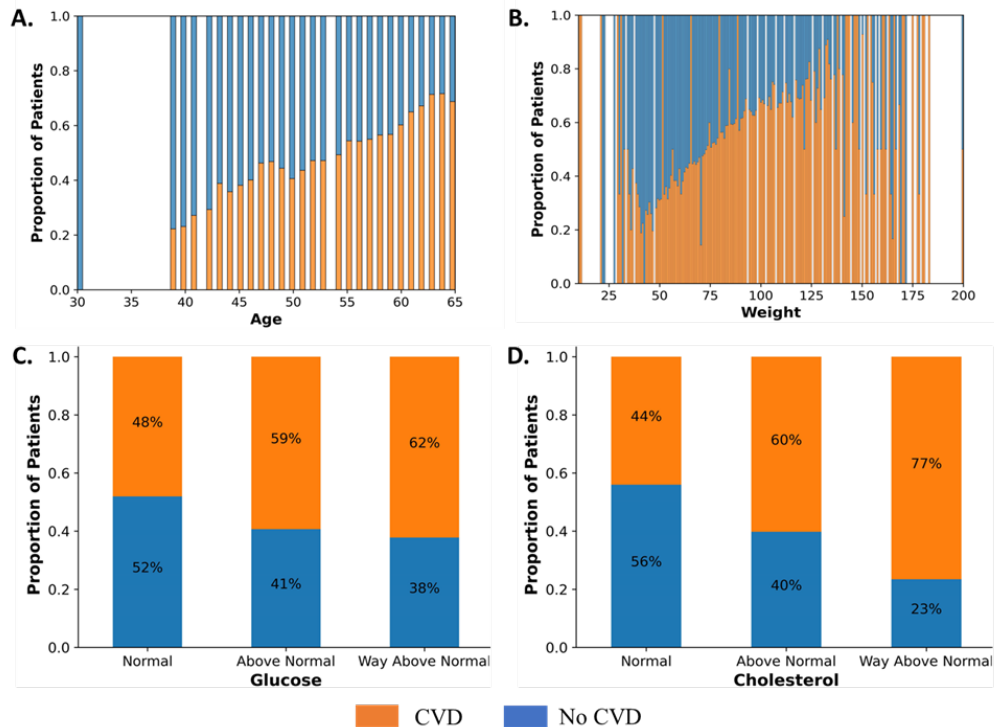 A.
1.0
0.8
0.6
0.4
0.2
0.0
Proportion of Patients
30 35 40 45 50 55 60 65
Age
B.
1.0
0.8
0.6
0.4
0.2
0.0
Proportion of Patients
25 50 75 100 125 150 175 200
Weight
C.
1.0
0.8
0.6
0.4
0.2
0.0
Proportion of Patients
48% 59% 62%
52% 41% 38%
Normal Above Normal Way Above Normal
Glucose
D.
1.0
0.8
0.6
0.4
0.2
0.0
Proportion of Patients
44% 60% 77%
56% 40% 23%
Normal Above Normal Way Above Normal
Cholesterol
CVD No CVD